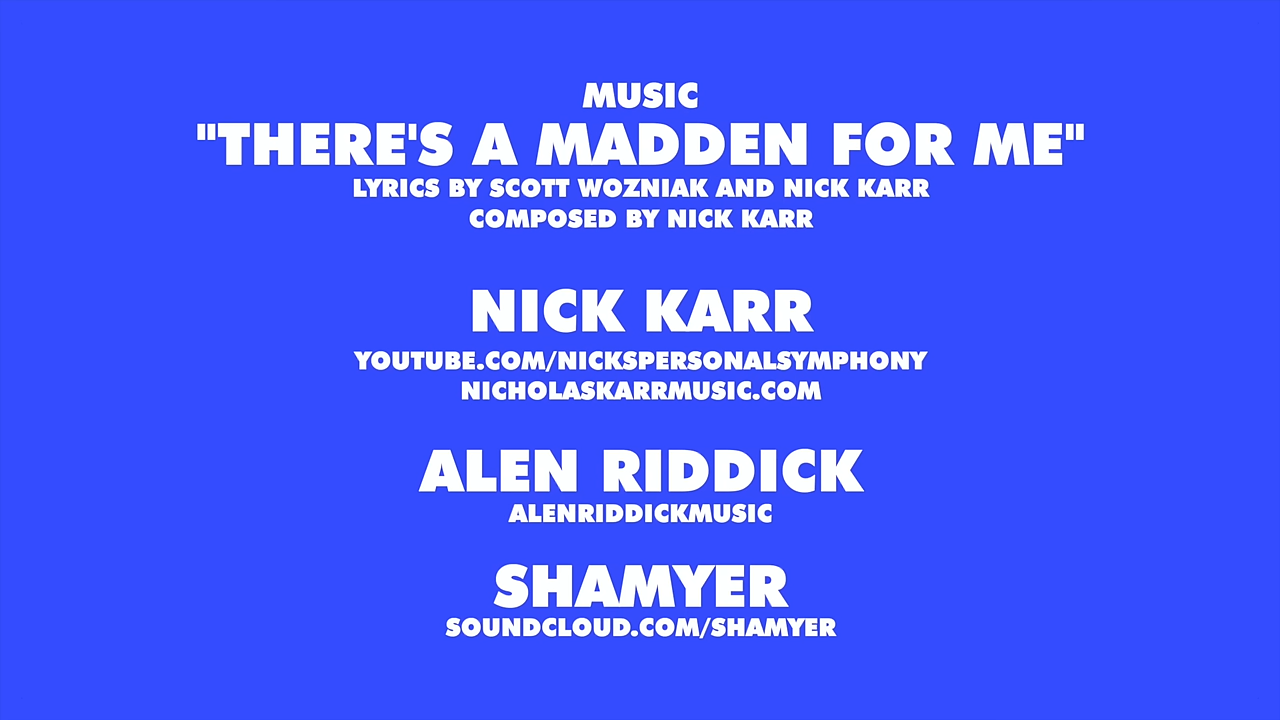 MUSIC
"THERE'S A MADDEN FOR ME"
LYRICS BY SCOTT WOZNIAK AND NICK KARR
COMPOSED BY NICK KARR
NICK KARR
YOUTUBE.COM/NICKSPERSONALSYMPHONY
NICHOLASKARRMUSIC.COM
ALEN RIDDICK
ALENRIDDICKMUSIC
SHAMYER
SOUNDCLOUD.COM/SHAMYER